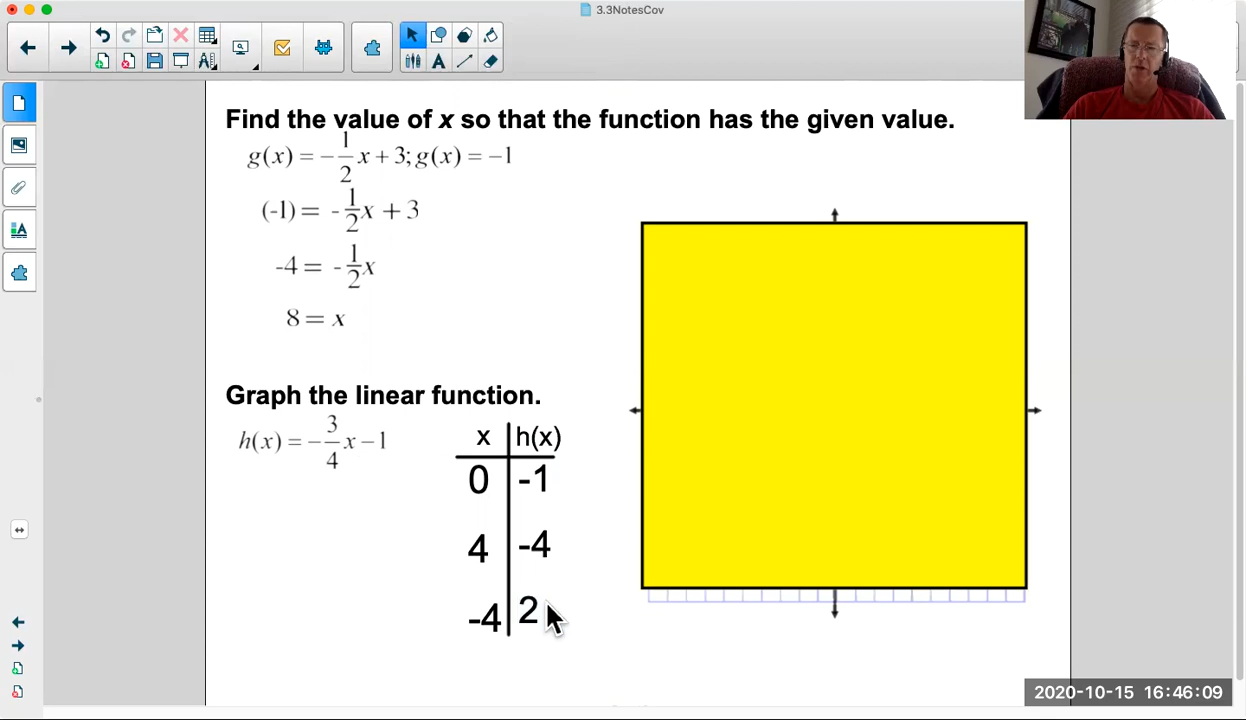 3.3NotesCov
Find the value of x so that the function has the given value.
g(x) = -1/2x + 3; g(x) = -1
(-1) = -1/2x + 3
-4 = -1/2x
8 = x
Graph the linear function.
h(x) = -3/4x - 1
x h(x)
0 -1
4 -4
-4 2
2020-10-15 16:46:09